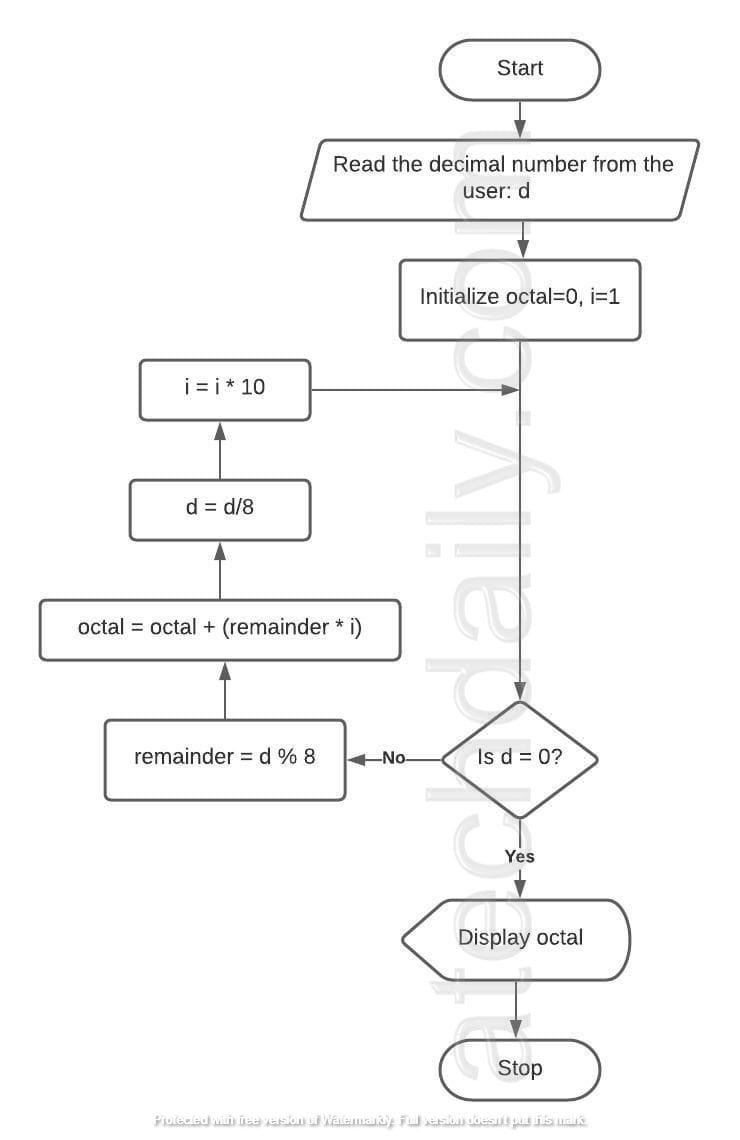 Start
Read the decimal number from the
user: d
Initialize octal=0, i=1
i = i * 10
d = d/8
octal = octal + (remainder * i)
remainder = d % 8
No
Is d = 0?
Yes
Display octal
Stop
atechdaily.com
Protected with free version of Watermarkly. Full version doesn't put this mark.